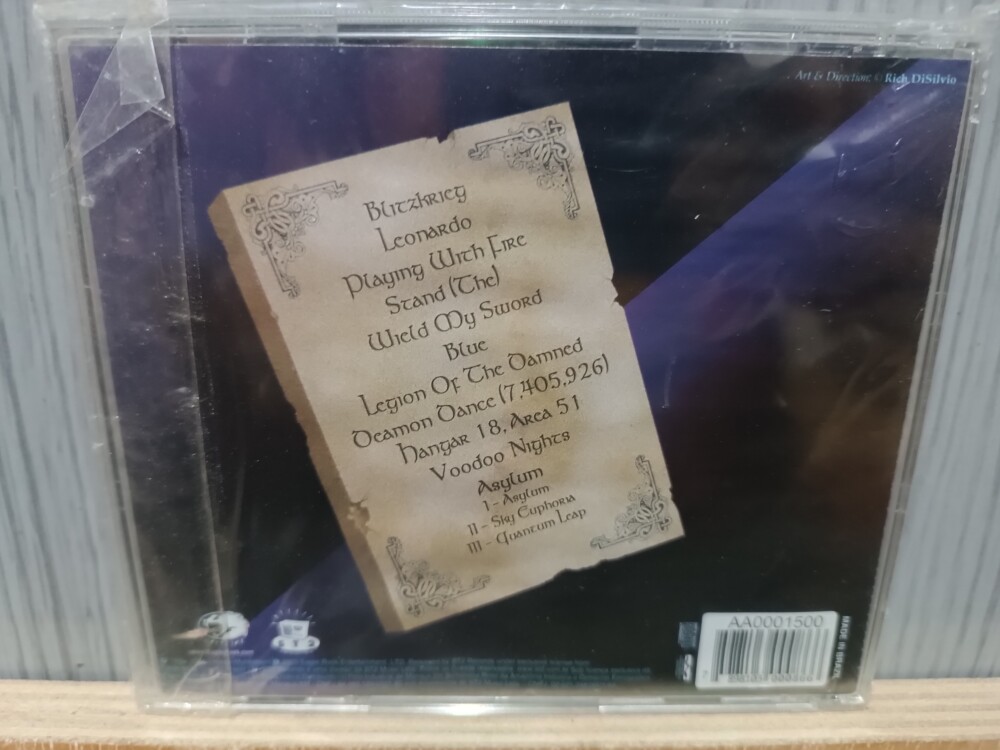 Art & Direction: © Rich DiSilvio
Blitzkrieg
Leonardo
Playing With Fire
Stand (The)
Wield My Sword
Blue
Legion Of The Damned
Deamon Dance (7,405,926)
Hangar 18, Area 51
Voodoo Nights
Asylum
I - Asylum
II - Sky Euphoria
III - Quantum Leap
AA0001500
MADE IN BRAZIL